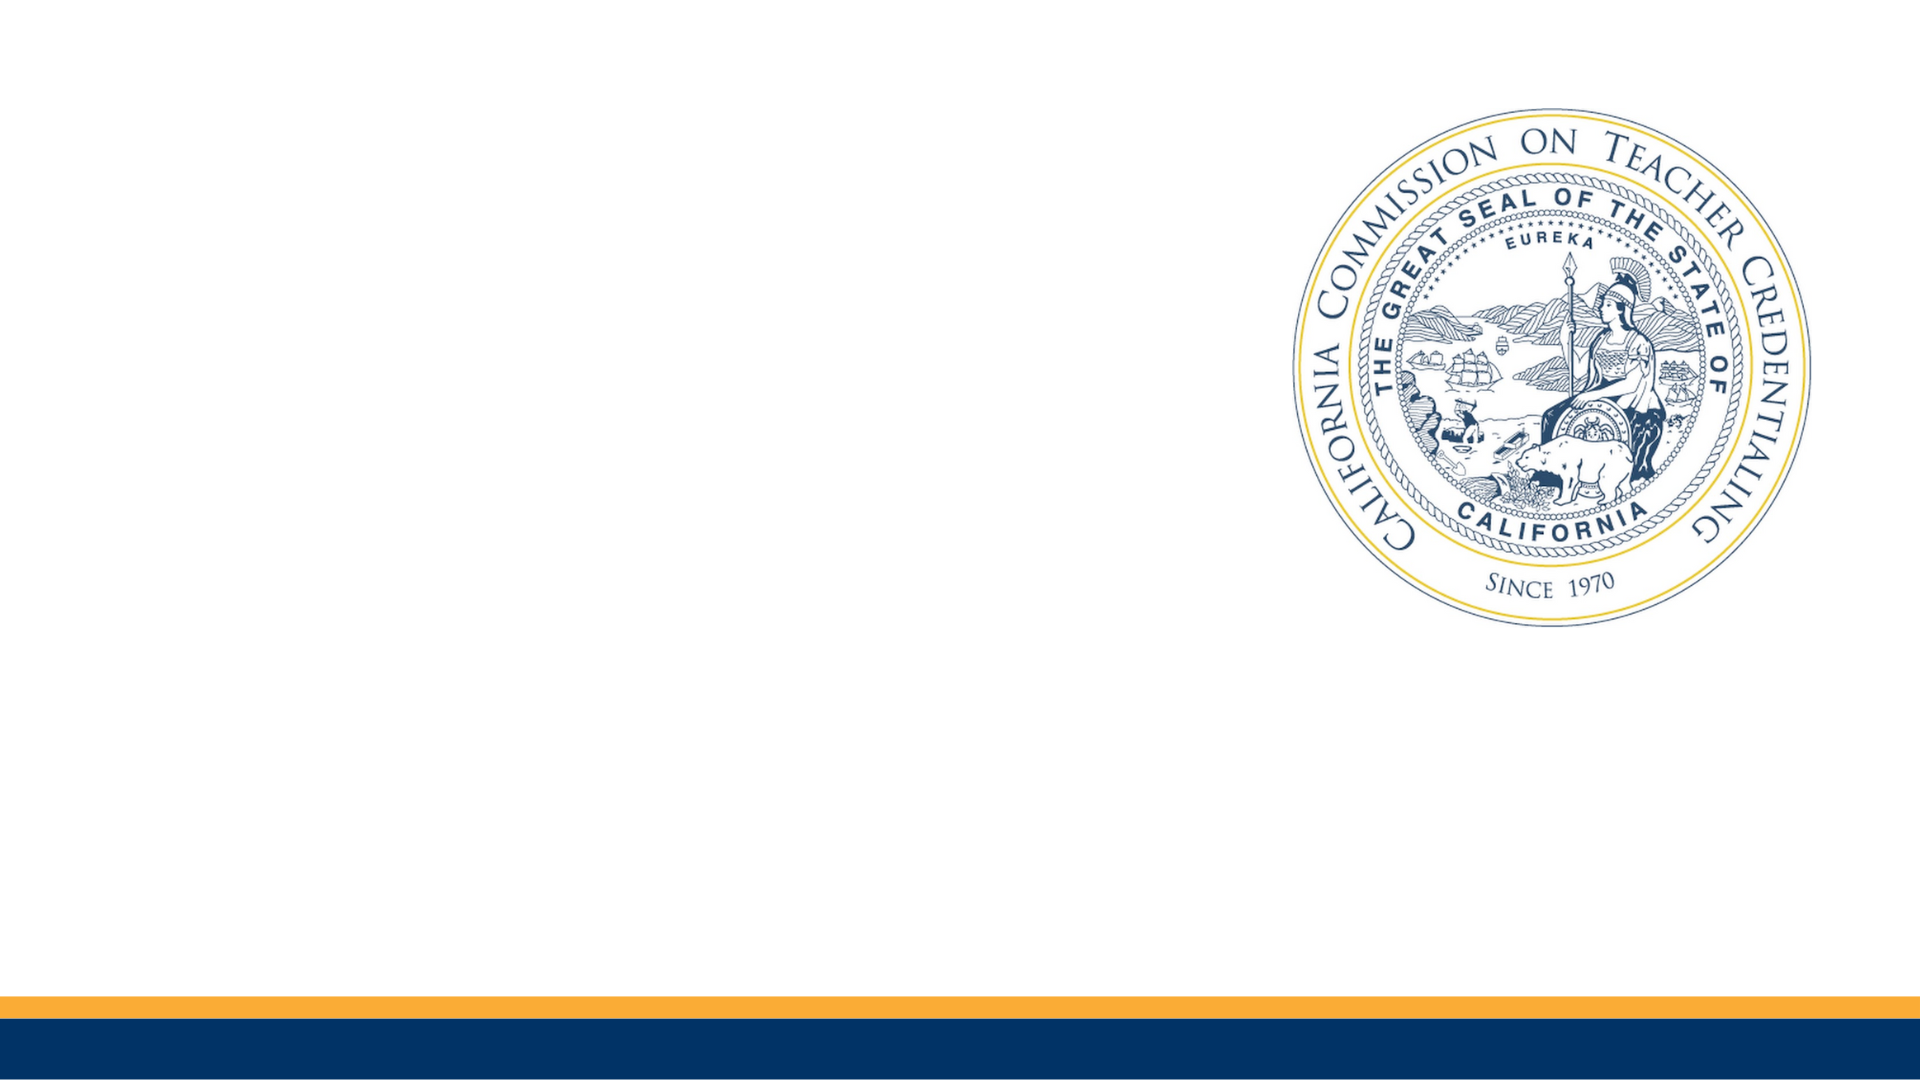 CALIFORNIA COMMISSION ON TEACHER CREDENTIALING
THE GREAT SEAL OF THE STATE OF
EUREKA
CALIFORNIA
SINCE 1970